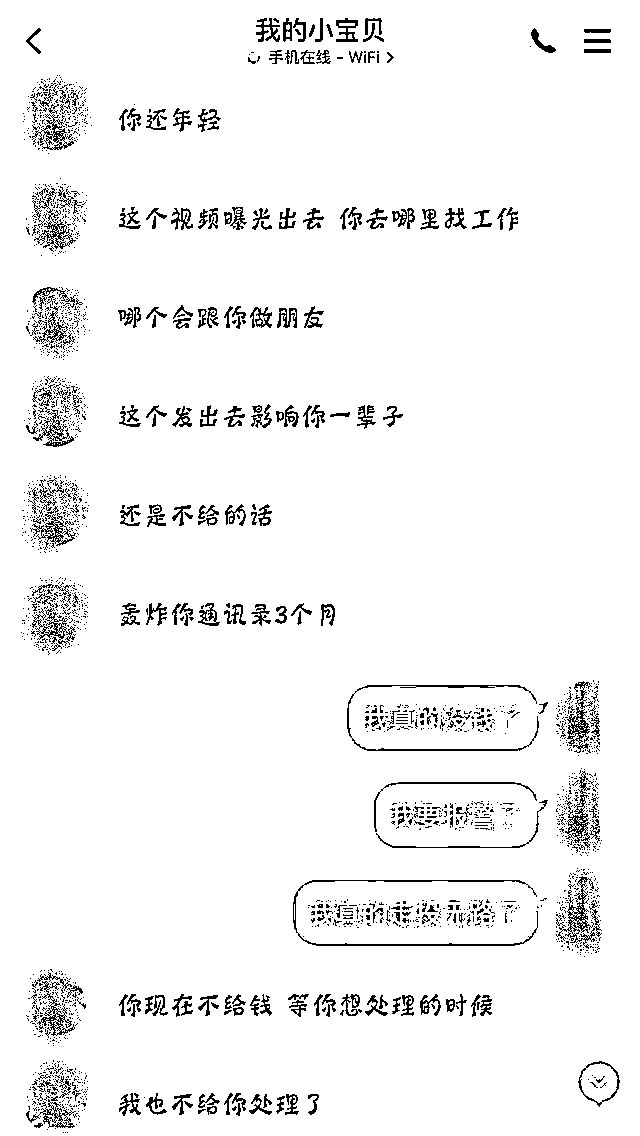 我的小宝贝
手机在线 - WiFi
你还年轻
这个视频曝光出去 你去哪里找工作
哪个会跟你做朋友
这个发出去影响你一辈子
还是不给的话
轰炸你通讯录3个月
我真的没钱了
我要报警了
我真的走投无路了
你现在不给钱 等你想处理的时候
我也不给你处理了